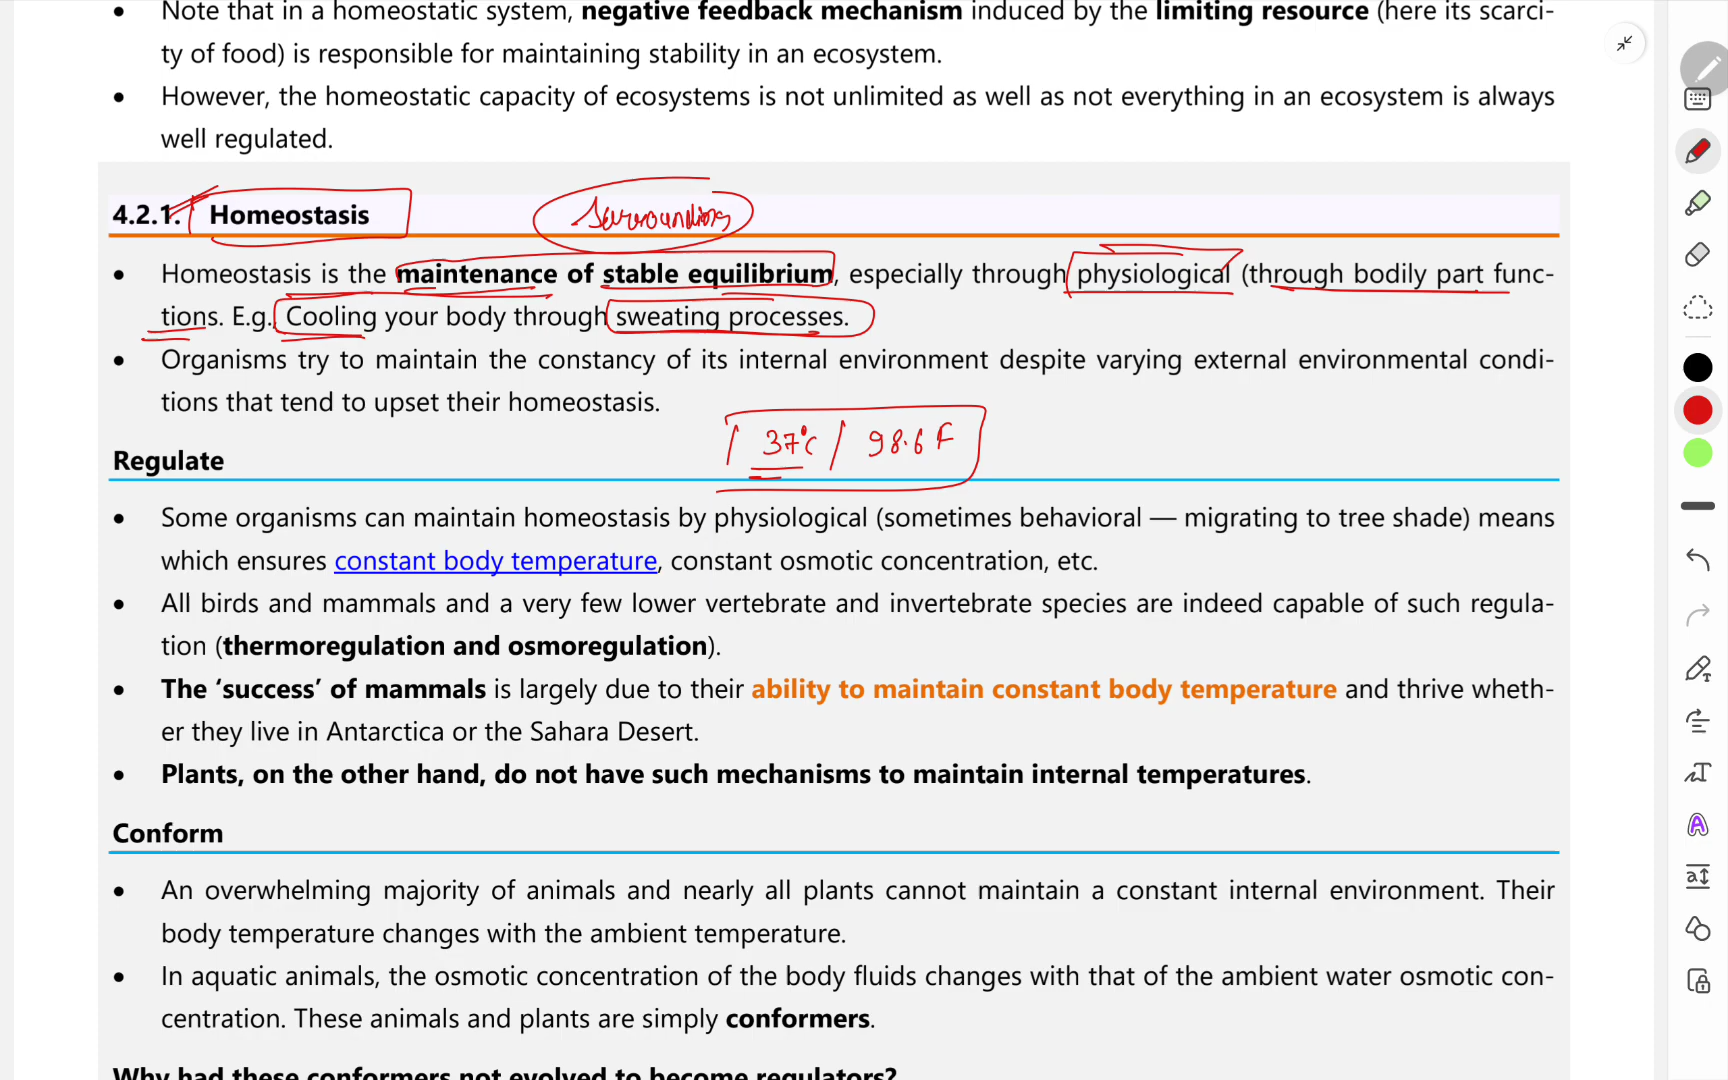 • Note that in a homeostatic system, negative feedback mechanism induced by the limiting resource (here its scarci-
ty of food) is responsible for maintaining stability in an ecosystem.
• However, the homeostatic capacity of ecosystems is not unlimited as well as not everything in an ecosystem is always
well regulated.
4.2.1. Homeostasis Surrounding
• Homeostasis is the maintenance of stable equilibrium, especially through physiological (through bodily part func-
tions. E.g. Cooling your body through sweating processes.
• Organisms try to maintain the constancy of its internal environment despite varying external environmental condi-
tions that tend to upset their homeostasis.
37°C / 98.6 F
Regulate
• Some organisms can maintain homeostasis by physiological (sometimes behavioral — migrating to tree shade) means
which ensures constant body temperature, constant osmotic concentration, etc.
• All birds and mammals and a very few lower vertebrate and invertebrate species are indeed capable of such regula-
tion (thermoregulation and osmoregulation).
• The ‘success’ of mammals is largely due to their ability to maintain constant body temperature and thrive wheth-
er they live in Antarctica or the Sahara Desert.
• Plants, on the other hand, do not have such mechanisms to maintain internal temperatures.
Conform
• An overwhelming majority of animals and nearly all plants cannot maintain a constant internal environment. Their
body temperature changes with the ambient temperature.
• In aquatic animals, the osmotic concentration of the body fluids changes with that of the ambient water osmotic con-
centration. These animals and plants are simply conformers.
Why had these conformers not evolved to become regulators?